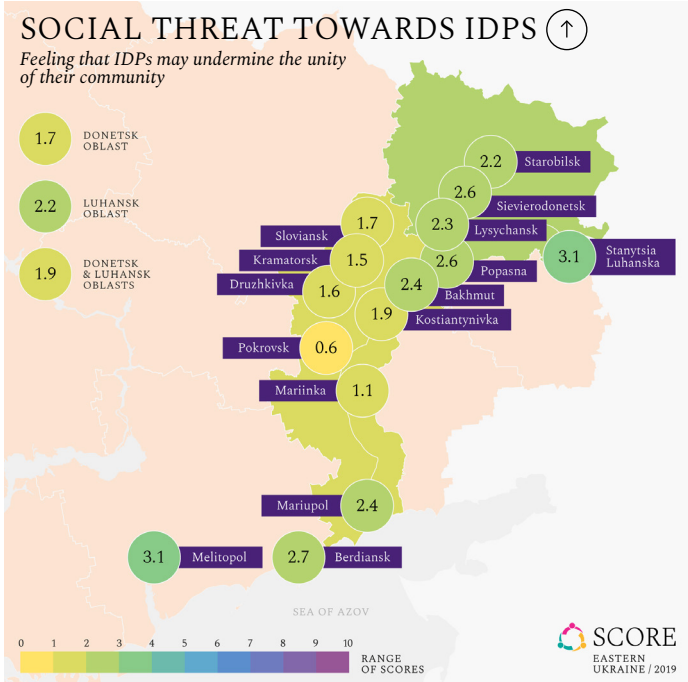 SOCIAL THREAT TOWARDS IDPS
Feeling that IDPs may undermine the unity
of their community
1.7
DONETSK
OBLAST
2.2
LUHANSK
OBLAST
1.9
DONETSK
& LUHANSK
OBLASTS
2.2
Starobilsk
2.6
Sievierodonetsk
2.3
Lysychansk
1.7
Sloviansk
3.1
Stanytsia
Luhanska
1.5
Kramatorsk
2.6
Popasna
1.6
Druzhkivka
2.4
Bakhmut
1.9
Kostiantynivka
0.6
Pokrovsk
1.1
Mariinka
2.4
Mariupol
3.1
Melitopol
2.7
Berdiansk
SEA OF AZOV
0 1 2 3 4 5 6 7 8 9 10
RANGE
OF SCORES
SCORE
EASTERN
UKRAINE / 2019